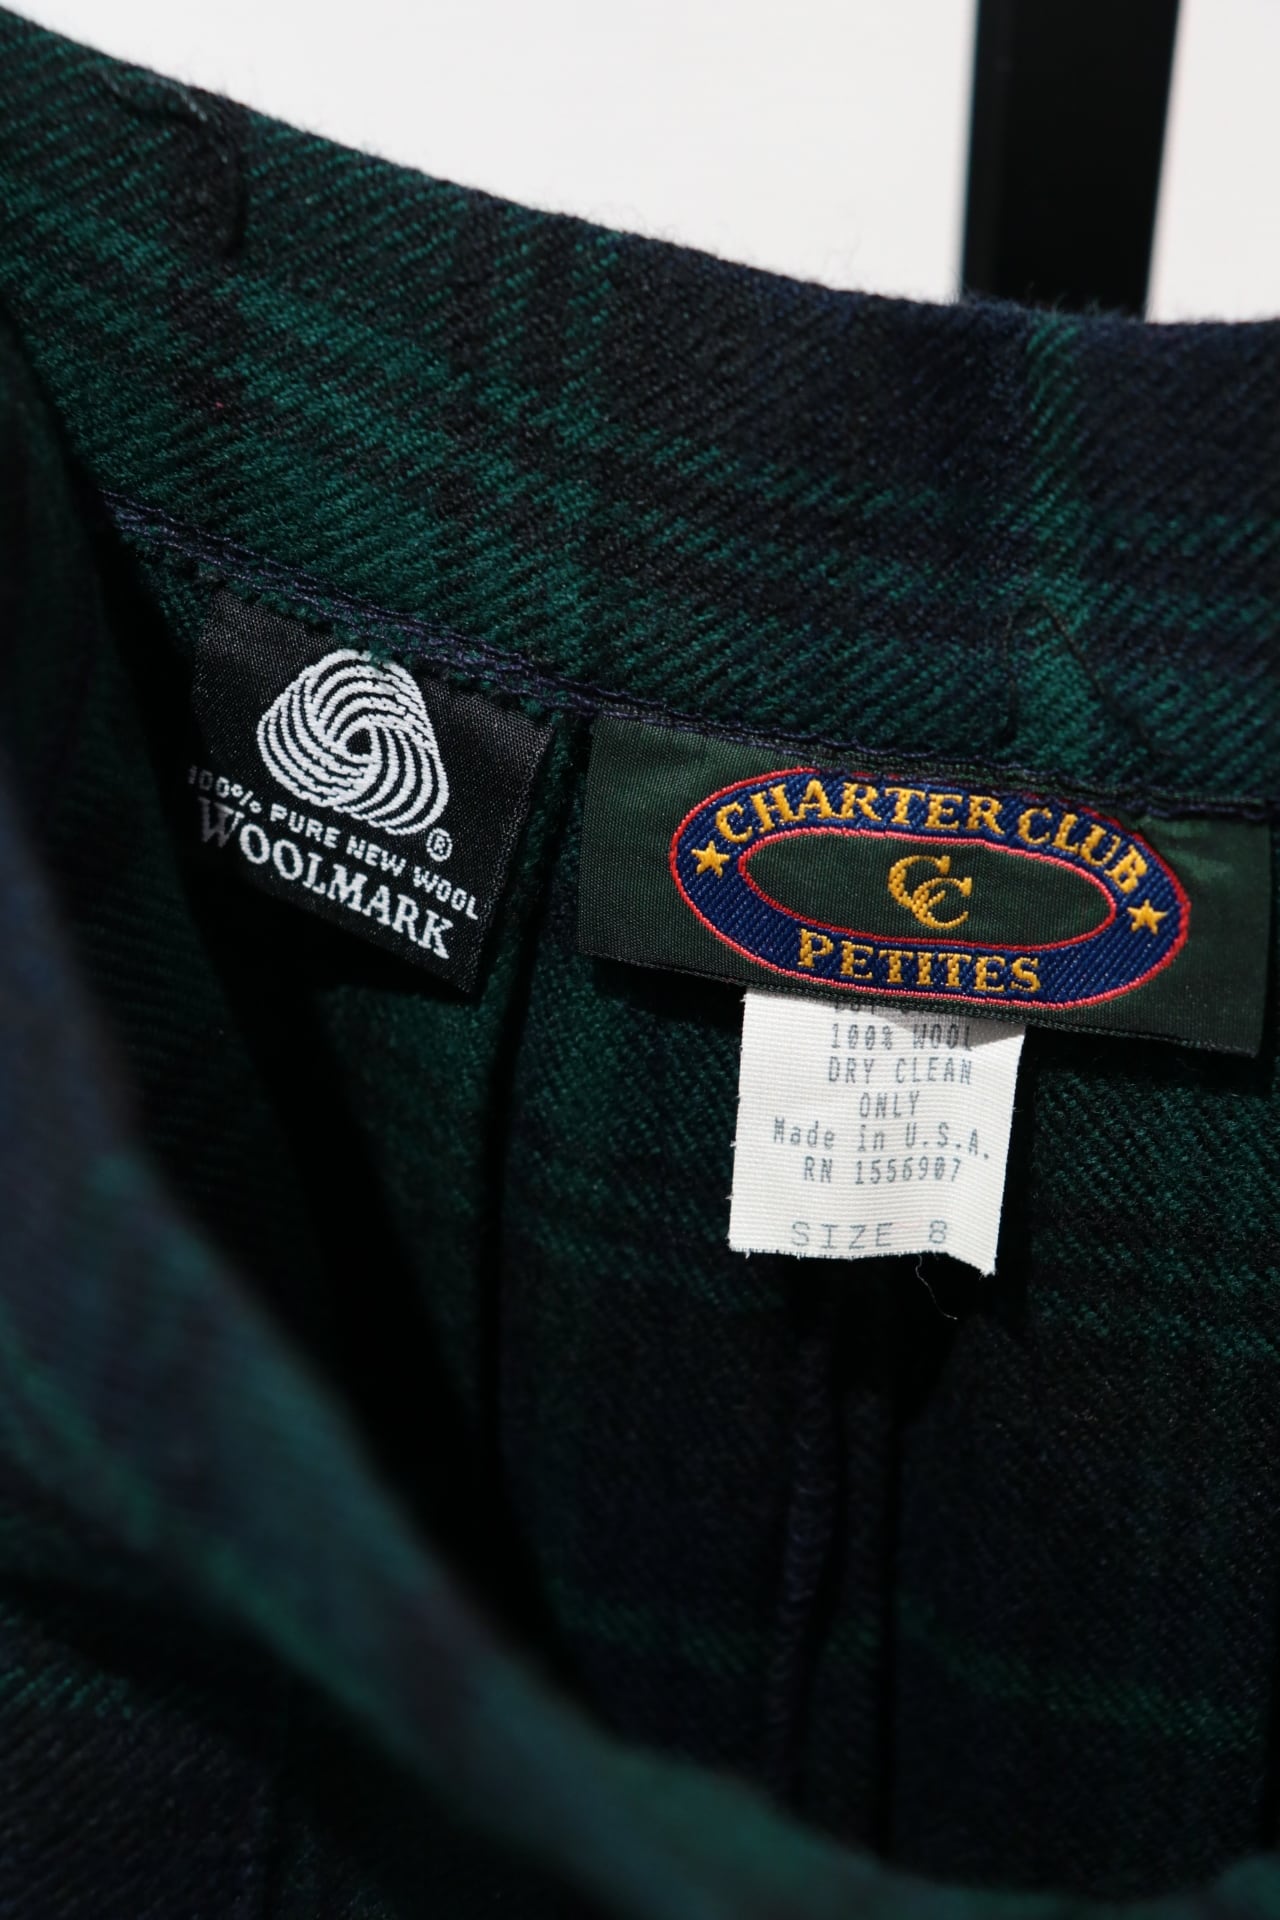 100% PURE NEW WOOL ®
WOOLMARK
CHARTER CLUB
CC
PETITES
100% WOOL
DRY CLEAN
ONLY
Made in U.S.A.
RN 1556907
SIZE 8